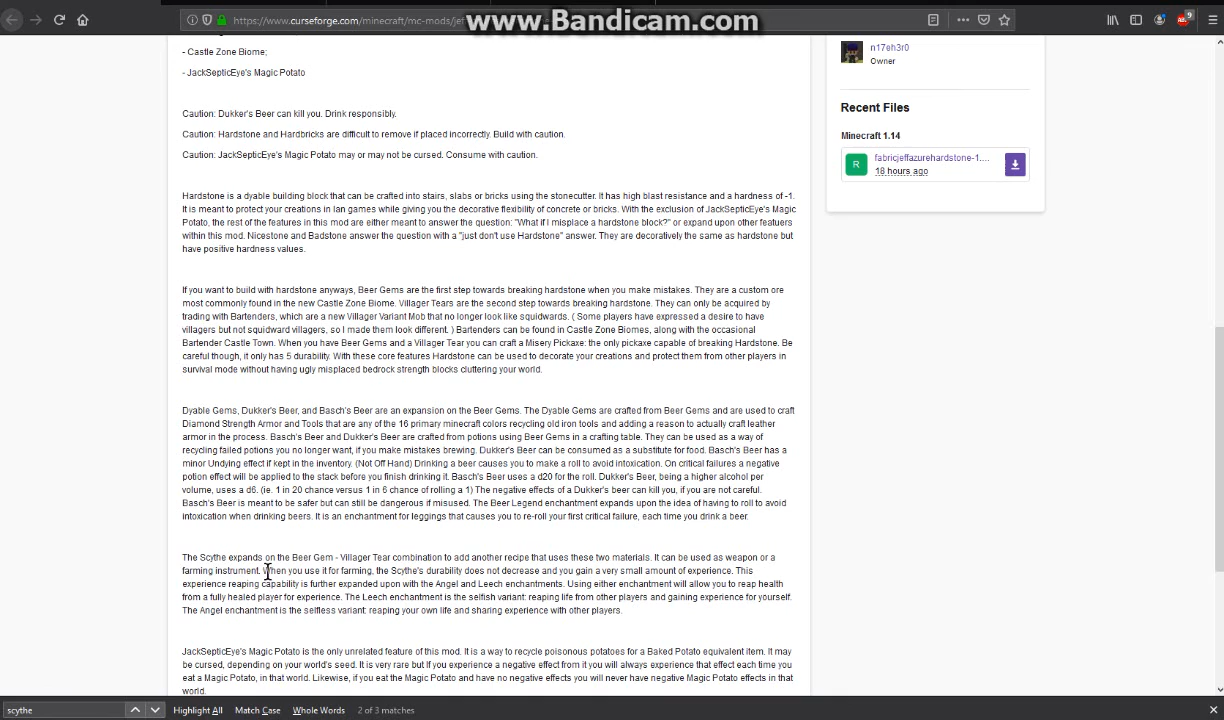 https://www.curseforge.com/minecraft/mc-mods/jef
www.Bandicam.com
9
- Castle Zone Biome;
- JackSepticEye's Magic Potato
Caution: Dukker's Beer can kill you. Drink responsibly.
Caution: Hardstone and Hardbricks are difficult to remove if placed incorrectly. Build with caution.
Caution: JackSepticEye's Magic Potato may or may not be cursed. Consume with caution.
Hardstone is a dyable building block that can be crafted into stairs, slabs or bricks using the stonecutter. It has high blast resistance and a hardness of -1.
It is meant to protect your creations in lan games while giving you the decorative flexibility of concrete or bricks. With the exclusion of JackSepticEye's Magic
Potato, the rest of the features in this mod are either meant to answer the question: "What if I misplace a hardstone block?" or expand upon other featuers
within this mod. Nicestone and Badstone answer the question with a "just don't use Hardstone" answer. They are decoratively the same as hardstone but
have positive hardness values.
If you want to build with hardstone anyways, Beer Gems are the first step towards breaking hardstone when you make mistakes. They are a custom ore
most commonly found in the new Castle Zone Biome. Villager Tears are the second step towards breaking hardstone. They can only be acquired by
trading with Bartenders, which are a new Villager Variant Mob that no longer look like squidwards. ( Some players have expressed a desire to have
villagers but not squidward villagers, so I made them look different. ) Bartenders can be found in Castle Zone Biomes, along with the occasional
Bartender Castle Town. When you have Beer Gems and a Villager Tear you can craft a Misery Pickaxe: the only pickaxe capable of breaking Hardstone. Be
careful though, it only has 5 durability. With these core features Hardstone can be used to decorate your creations and protect them from other players in
survival mode without having ugly misplaced bedrock strength blocks cluttering your world.
Dyable Gems, Dukker's Beer, and Basch's Beer are an expansion on the Beer Gems. The Dyable Gems are crafted from Beer Gems and are used to craft
Diamond Strength Armor and Tools that are any of the 16 primary minecraft colors recycling old iron tools and adding a reason to actually craft leather
armor in the process. Basch's Beer and Dukker's Beer are crafted from potions using Beer Gems in a crafting table. They can be used as a way of
recycling failed potions you no longer want, if you make mistakes brewing. Dukker's Beer can be consumed as a substitute for food. Basch's Beer has a
minor Undying effect if kept in the inventory. (Not Off Hand) Drinking a beer causes you to make a roll to avoid intoxication. On critical failures a negative
potion effect will be applied to the stack before you finish drinking it. Basch's Beer uses a d20 for the roll. Dukker's Beer, being a higher alcohol per
volume, uses a d6. (ie. 1 in 20 chance versus 1 in 6 chance of rolling a 1) The negative effects of a Dukker's beer can kill you, if you are not careful.
Basch's Beer is meant to be safer but can still be dangerous if misused. The Beer Legend enchantment expands upon the idea of having to roll to avoid
intoxication when drinking beers. It is an enchantment for leggings that causes you to re-roll your first critical failure, each time you drink a beer.
The Scythe expands on the Beer Gem - Villager Tear combination to add another recipe that uses these two materials. It can be used as weapon or a
farming instrument. When you use it for farming, the Scythe's durability does not decrease and you gain a very small amount of experience. This
experience reaping capability is further expanded upon with the Angel and Leech enchantments. Using either enchantment will allow you to reap health
from a fully healed player for experience. The Leech enchantment is the selfish variant: reaping life from other players and gaining experience for yourself.
The Angel enchantment is the selfless variant: reaping your own life and sharing experience with other players.
JackSepticEye's Magic Potato is the only unrelated feature of this mod. It is a way to recycle poisonous potatoes for a Baked Potato equivalent item. It may
be cursed, depending on your world's seed. It is very rare but If you experience a negative effect from it you will always experience that effect each time you
eat a Magic Potato, in that world. Likewise, if you eat the Magic Potato and have no negative effects you will never have negative Magic Potato effects in that
world.
n17eh3r0
Owner
Recent Files
Minecraft 1.14
R
fabricjeffazurehardstone-1....
18 hours ago
scythe
Highlight All
Match Case
Whole Words
2 of 3 matches